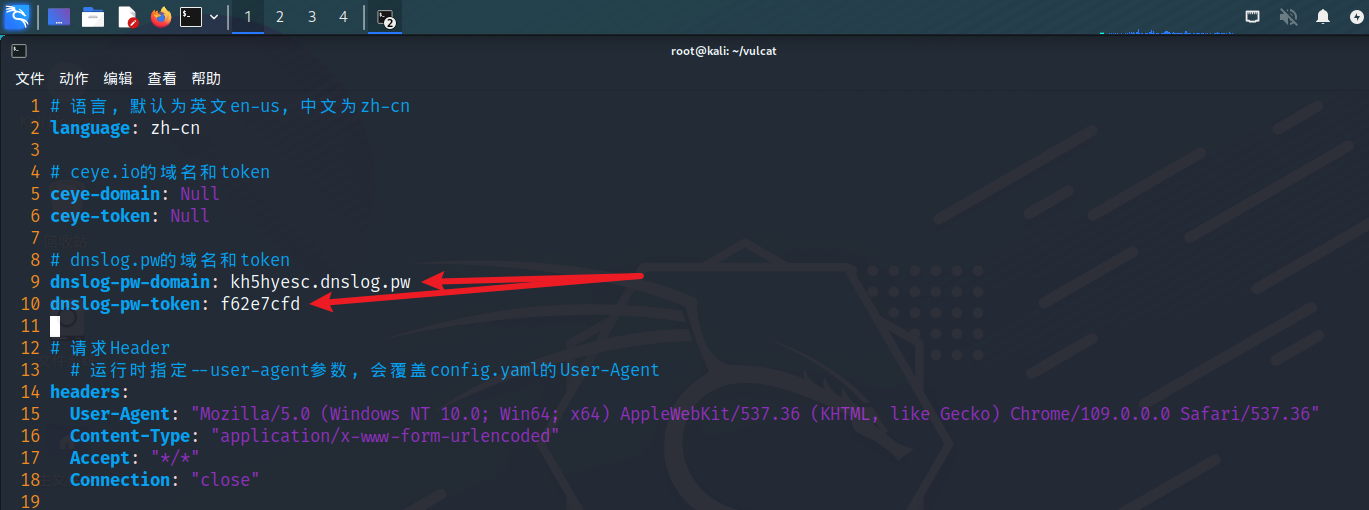 1 2 3 4 2
root@kali: ~/vulcat
文件 动作 编辑 查看 帮助
1 # 语言，默认为英文en-us，中文为zh-cn
2 language: zh-cn
3
4 # ceye.io的域名和token
5 ceye-domain: Null
6 ceye-token: Null
7
8 # dnslog.pw的域名和token
9 dnslog-pw-domain: kh5hyesc.dnslog.pw
10 dnslog-pw-token: f62e7cfd
11
12 # 请求Header
13 # 运行时指定--user-agent参数，会覆盖config.yaml的User-Agent
14 headers:
15 User-Agent: "Mozilla/5.0 (Windows NT 10.0; Win64; x64) AppleWebKit/537.36 (KHTML, like Gecko) Chrome/109.0.0.0 Safari/537.36"
16 Content-Type: "application/x-www-form-urlencoded"
17 Accept: "*/*"
18 Connection: "close"
19